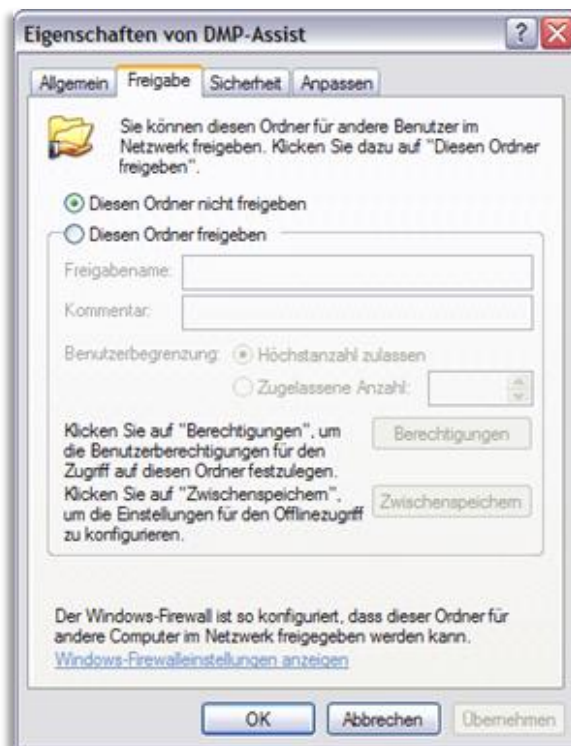 Eigenschaften von DMP-Assist
Allgemein Freigabe Sicherheit Anpassen
Sie können diesen Ordner für andere Benutzer im
Netzwerk freigeben. Klicken Sie dazu auf "Diesen Ordner
freigeben".
Diesen Ordner nicht freigeben
Diesen Ordner freigeben
Freigabename:
Kommentar:
Benutzerbegrenzung: Höchstanzahl zulassen
Zugelassene Anzahl:
Klicken Sie auf "Berechtigungen", um
die Benutzerberechtigungen für den
Zugriff auf diesen Ordner festzulegen.
Berechtigungen
Klicken Sie auf "Zwischenspeichern",
um die Einstellungen für den Offlinezugriff
zu konfigurieren.
Zwischenspeichern
Der Windows-Firewall ist so konfiguriert, dass dieser Ordner für
andere Computer im Netzwerk freigegeben werden kann.
Windows-Firewalleinstellungen anzeigen
OK Abbrechen Übernehmen